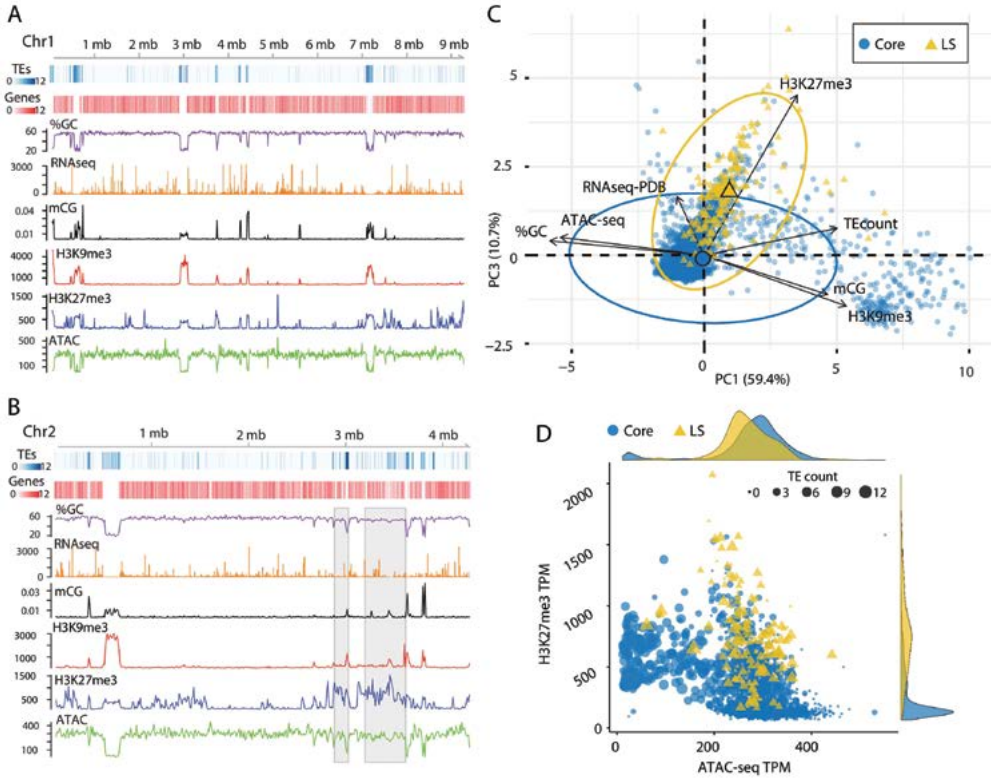 A
Chr1
1 mb 2 mb 3 mb 4 mb 5 mb 6 mb 7 mb 8 mb 9 mb
TEs
0 12
Genes
0 12
%GC
60
20
RNAseq
3000
0
mCG
0.04
0.01
H3K9me3
4000
1000
H3K27me3
1500
500
ATAC
500
100
B
Chr2
1 mb 2 mb 3 mb 4 mb
TEs
0 12
Genes
0 12
%GC
60
20
RNAseq
3000
0
mCG
0.03
0.01
H3K9me3
3000
1000
H3K27me3
1500
500
ATAC
400
100
C
Core LS
H3K27me3
RNAseq-PDB
ATAC-seq
%GC
TEcount
mCG
H3K9me3
PC3 (10.7%)
5
2.5
0
−2.5
−5 0 5 10
PC1 (59.4%)
D
Core LS
TE count
0 3 6 9 12
H3K27me3 TPM
2000
1500
1000
500
0
0 200 400
ATAC-seq TPM